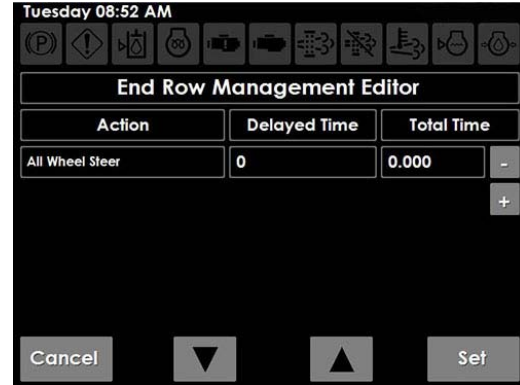 Tuesday 08:52 AM
End Row Management Editor
Action Delayed Time Total Time
All Wheel Steer 0 0.000 -
+
Cancel Set